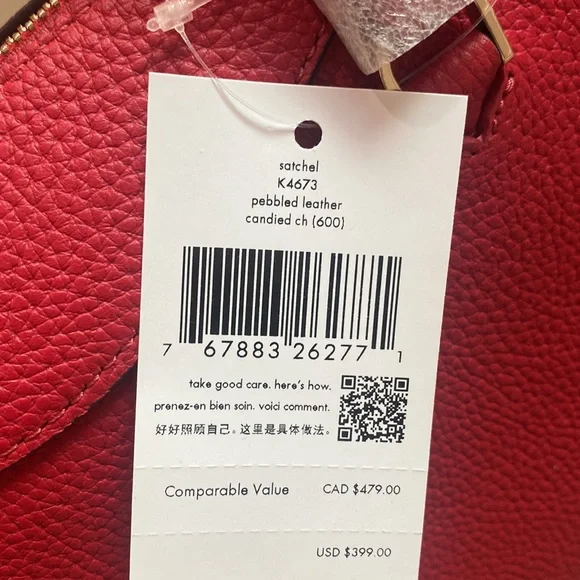 satchel
K4673
pebbled leather
candied ch (600)
7 67883 26277 1
take good care. here's how.
prenez-en bien soin. voici comment.
好好照顾自己。这里是具体做法。
Comparable Value CAD $479.00
USD $399.00